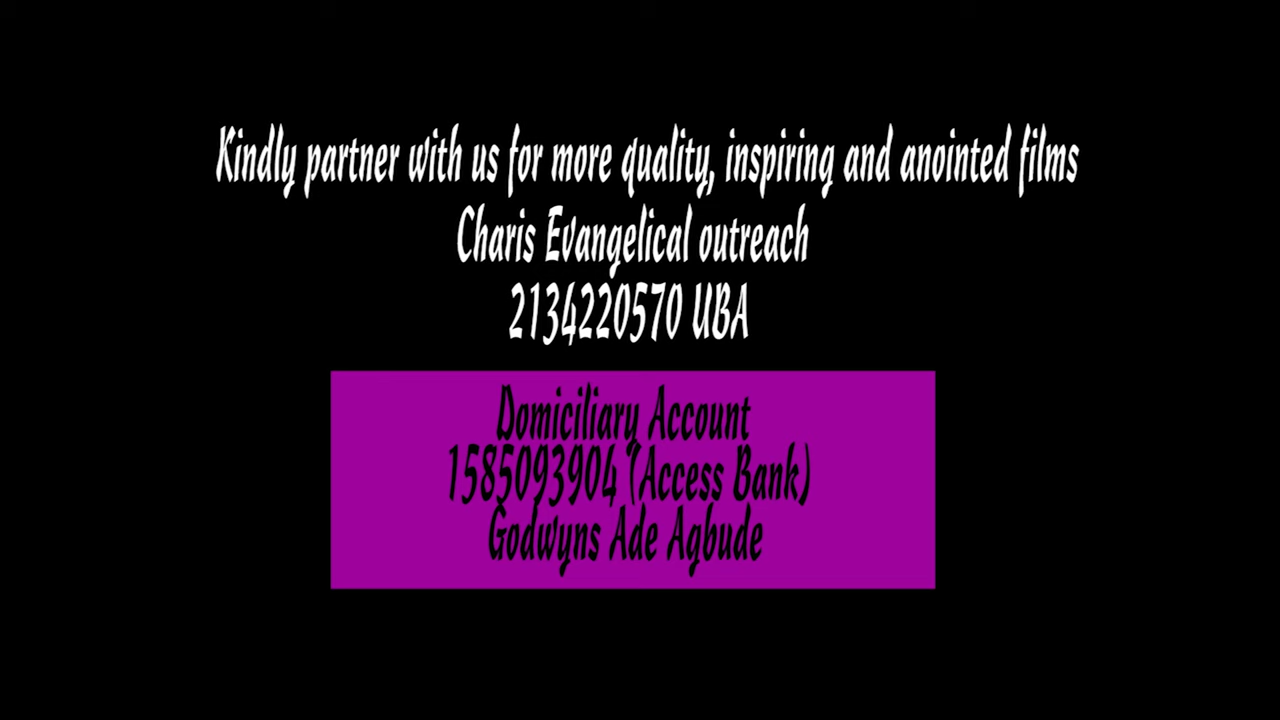 Kindly partner with us for more quality, inspiring and anointed films
Charis Evangelical outreach
2134220570 UBA
Domiciliary Account
1585093904 (Access Bank)
Godwyns Ade Agbude